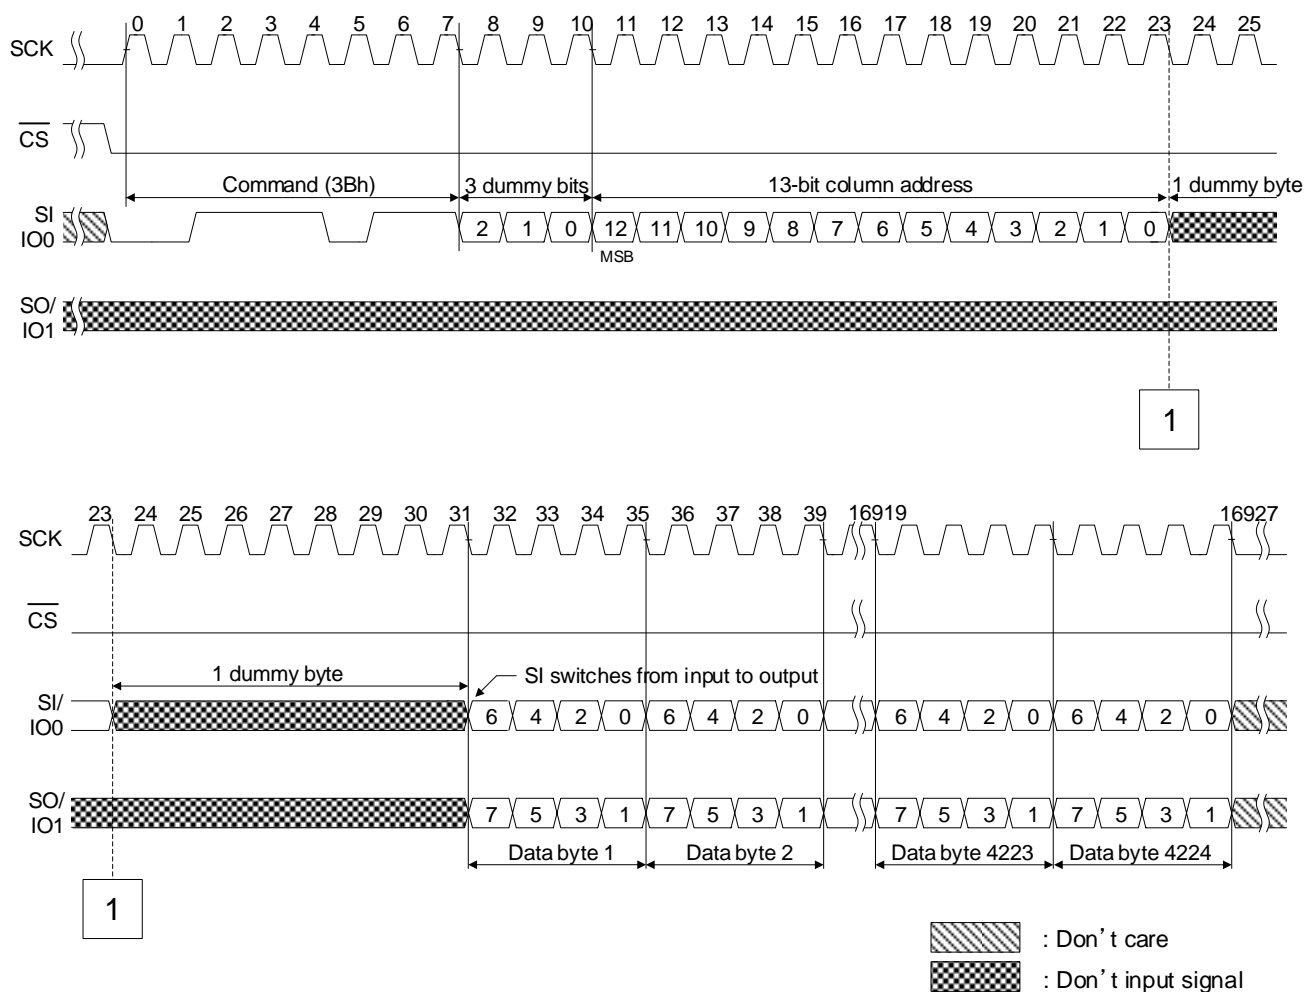 0 1 2 3 4 5 6 7 8 9 10 11 12 13 14 15 16 17 18 19 20 21 22 23 24 25
SCK
CS
Command (3Bh) 3 dummy bits 13-bit column address 1 dummy byte
SI
IO0
2 1 0 12 11 10 9 8 7 6 5 4 3 2 1 0
MSB
SO/
IO1
1
23 24 25 26 27 28 29 30 31 32 33 34 35 36 37 38 39 16919 16927
SCK
CS
1 dummy byte SI switches from input to output
SI/
IO0
6 4 2 0 6 4 2 0 6 4 2 0 6 4 2 0
SO/
IO1
7 5 3 1 7 5 3 1 7 5 3 1 7 5 3 1
Data byte 1 Data byte 2 Data byte 4223 Data byte 4224
1
: Don't care
: Don't input signal